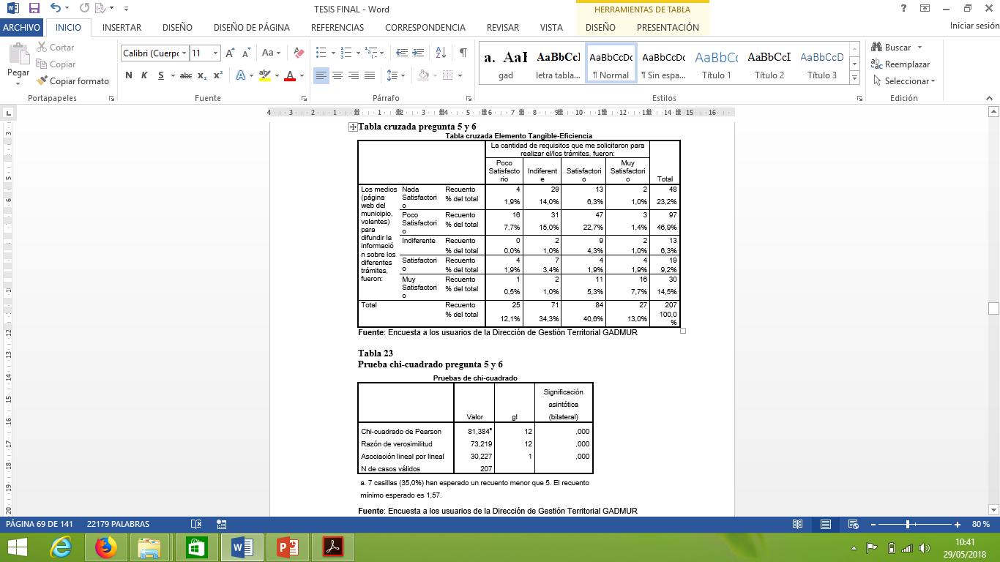 TESIS FINAL - Word
HERRAMIENTAS DE TABLA
?
ARCHIVO INICIO INSERTAR DISEÑO DISEÑO DE PÁGINA REFERENCIAS CORRESPONDENCIA REVISAR VISTA DISEÑO PRESENTACIÓN Iniciar sesión
Pegar
Cortar
Copiar
Copiar formato
Portapapeles
Calibri (Cuerpo 11
N K S abc x₂ x²
Fuente
Párrafo
a. AaI AaBbCcI AaBbCcDc AaBbCcDc AaBbCc AaBbCcI AaBbCcD
gad letra tabla... ¶ Normal ¶ Sin espa... Título 1 Título 2 Título 3
Estilos
Buscar
Reemplazar
Seleccionar
Edición
Tabla cruzada pregunta 5 y 6
Tabla cruzada Elemento Tangible-Eficiencia
La cantidad de requisitos que me solicitaron para
realizar el/los trámites, fueron:
Poco
Satisfacto
rio
Indiferent
e
Satisfactori
o
Muy
Satisfactori
o
Total
Los medios
(página
web del
municipio,
volantes)
para
difundir la
informació
n sobre los
diferentes
trámites,
fueron:
Nada
Satisfactori
o
Recuento 4 29 13 2 48
% del total 1,9% 14,0% 6,3% 1,0% 23,2%
Poco
Satisfactori
o
Recuento 16 31 47 3 97
% del total 7,7% 15,0% 22,7% 1,4% 46,9%
Indiferente
Recuento 0 2 9 2 13
% del total 0,0% 1,0% 4,3% 1,0% 6,3%
Satisfactori
o
Recuento 4 7 4 4 19
% del total 1,9% 3,4% 1,9% 1,9% 9,2%
Muy
Satisfactori
o
Recuento 1 2 11 16 30
% del total 0,5% 1,0% 5,3% 7,7% 14,5%
Total
Recuento 25 71 84 27 207
% del total 12,1% 34,3% 40,6% 13,0% 100,0
%
Fuente: Encuesta a los usuarios de la Dirección de Gestión Territorial GADMUR
Tabla 23
Prueba chi-cuadrado pregunta 5 y 6
Pruebas de chi-cuadrado
Valor
gl
Significación
asintótica
(bilateral)
Chi-cuadrado de Pearson 81,384ª 12 ,000
Razón de verosimilitud 73,219 12 ,000
Asociación lineal por lineal 30,227 1 ,000
N de casos válidos 207
a. 7 casillas (35,0%) han esperado un recuento menor que 5. El recuento
mínimo esperado es 1,57.
Fuente: Encuesta a los usuarios de la Dirección de Gestión Territorial GADMUR
PÁGINA 69 DE 141 22179 PALABRAS 80 %
10:41
29/05/2018